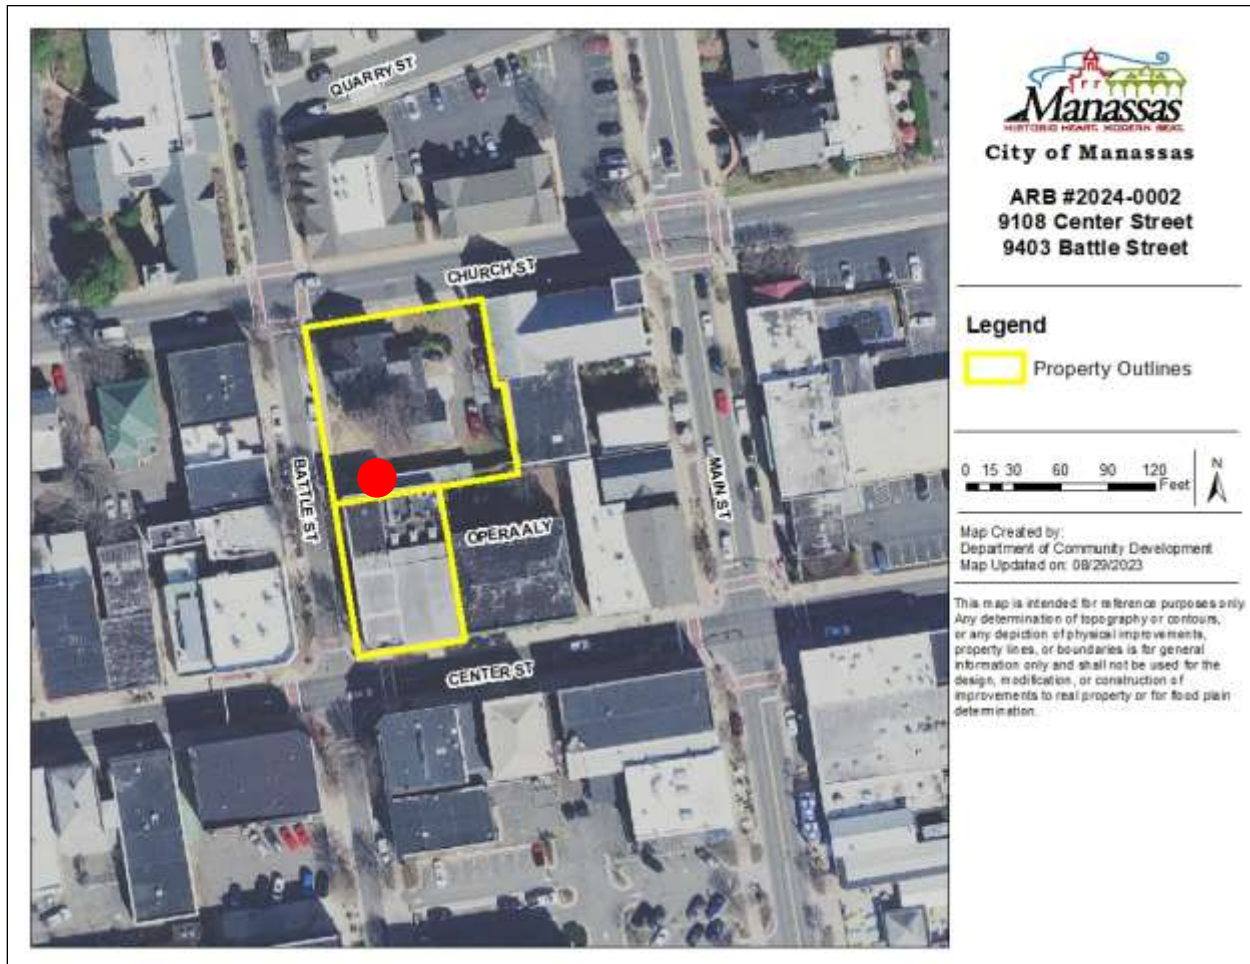 QUARRY ST
CHURCH ST
BATTLE ST
MAIN ST
OPERA ALY
CENTER ST
Manassas
HISTORIC HEART. MODERN BEAT.
City of Manassas
ARB #2024-0002
9108 Center Street
9403 Battle Street
Legend
Property Outlines
0 15 30 60 90 120
Feet
N
Map Created by:
Department of Community Development
Map Updated on: 08/29/2023
This map is intended for reference purposes only
Any determination of topography or contours,
or any depiction of physical improvements,
property lines, or boundaries is for general
information only and shall not be used for the
design, modification, or construction of
improvements to real property or for flood plain
determination.